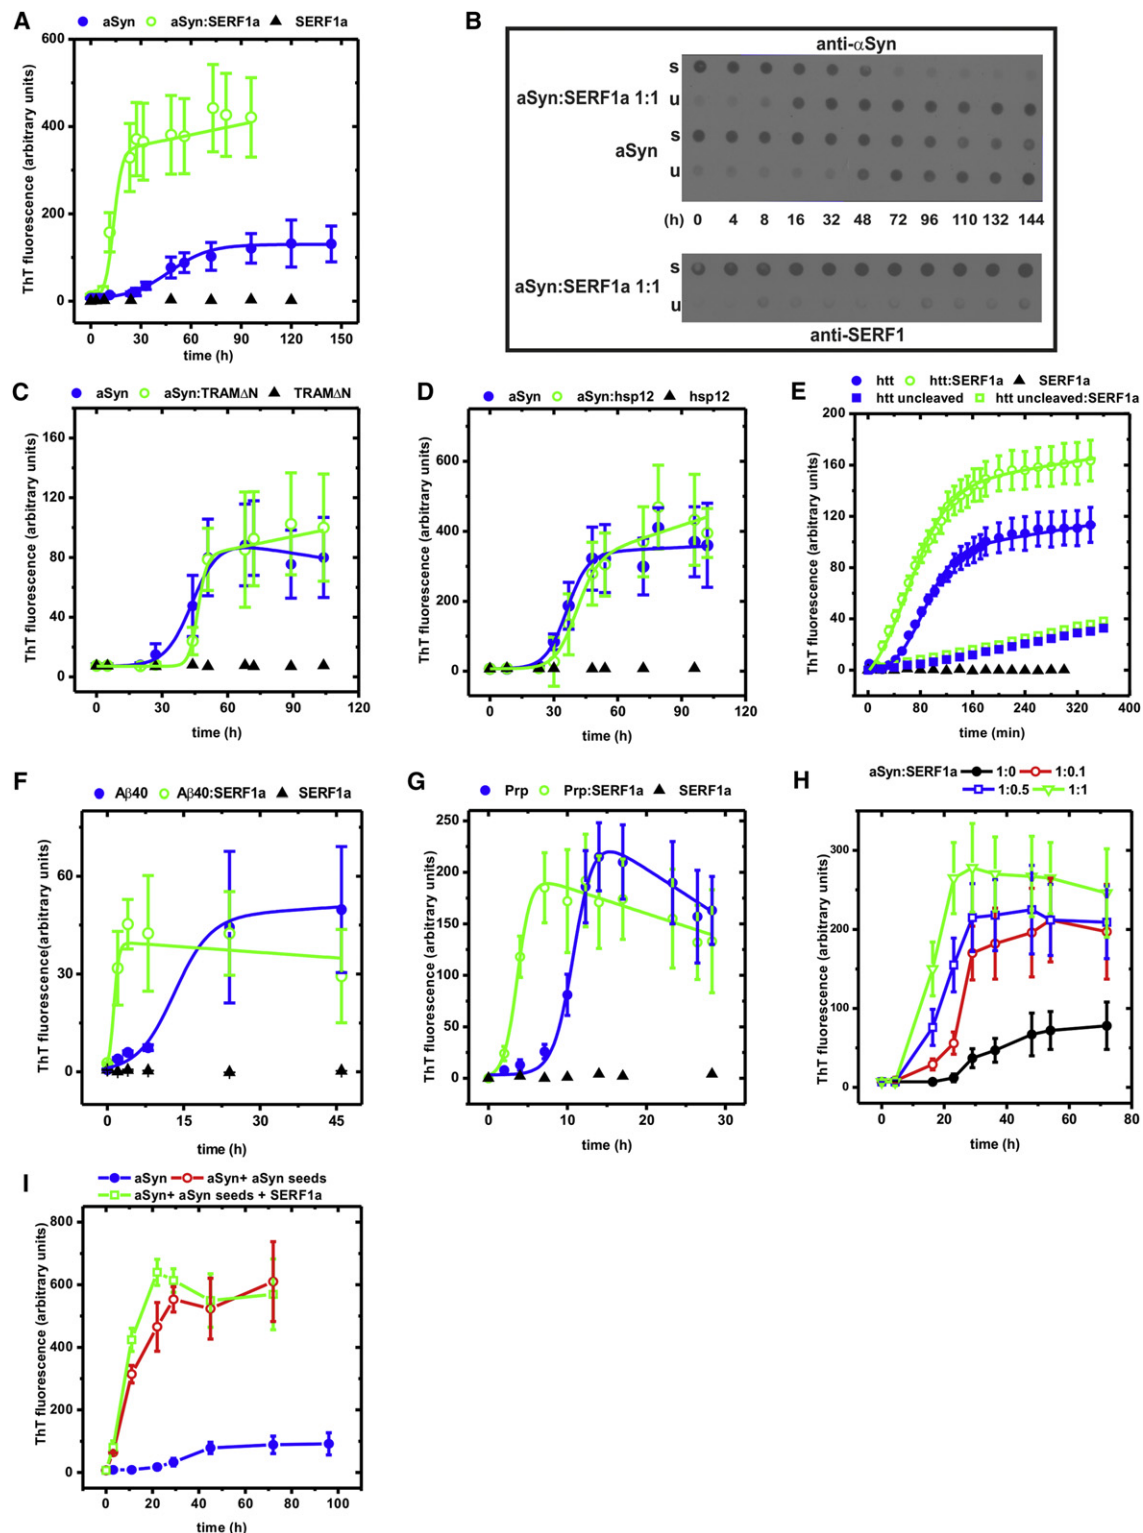 A
aSyn aSyn:SERF1a SERF1a
600
400
200
0
ThT fluorescence (arbitrary units)
0 30 60 90 120 150
time (h)
B
anti-αSyn
aSyn:SERF1a 1:1
s
u
aSyn
s
u
(h) 0 4 8 16 32 48 72 96 110 132 144
aSyn:SERF1a 1:1
s
u
anti-SERF1
C
aSyn aSyn:TRAMΔN TRAMΔN
160
120
80
40
0
ThT fluorescence (arbitrary units)
0 30 60 90 120
time (h)
D
aSyn aSyn:hsp12 hsp12
600
400
200
0
ThT fluorescence (arbitrary units)
0 30 60 90 120
time (h)
E
htt htt:SERF1a SERF1a
htt uncleaved htt uncleaved:SERF1a
200
160
120
80
40
0
ThT fluorescence (arbitrary units)
0 80 160 240 320 400
time (min)
F
Aβ40 Aβ40:SERF1a SERF1a
60
30
0
ThT fluorescence(arbitrary units)
0 15 30 45
time (h)
G
Prp Prp:SERF1a SERF1a
250
200
150
100
50
0
ThT fluorescence (arbitrary units)
0 10 20 30
time (h)
H
aSyn:SERF1a 1:0 1:0.1
1:0.5 1:1
300
200
100
0
ThT fluorescence (arbitrary units)
0 20 40 60 80
time (h)
I
aSyn aSyn+ aSyn seeds
aSyn+ aSyn seeds + SERF1a
800
600
400
200
0
ThT fluorescence (arbitrary units)
0 20 40 60 80 100
time (h)